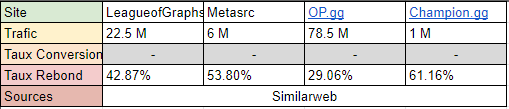 Site LeagueofGraphs Metasrc OP.gg Champion.gg
Trafic 22.5 M 6 M 78.5 M 1 M
Taux Conversion - - - -
Taux Rebond 42.87% 53.80% 29.06% 61.16%
Sources Similarweb